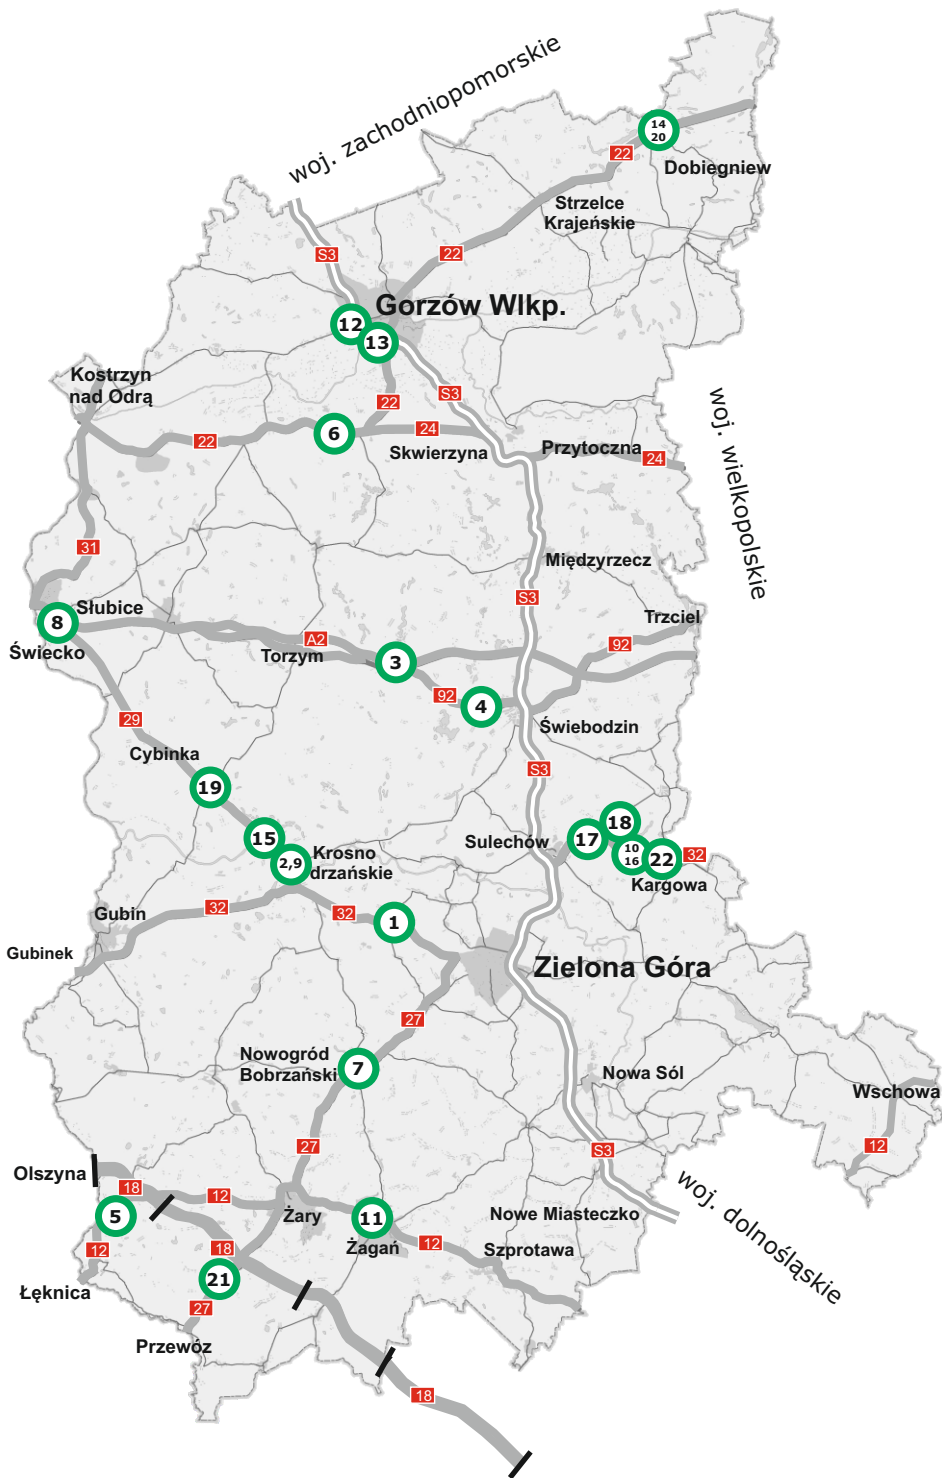 woj. zachodniopomorskie
14
20
22
Dobiegniew
Strzelce
Krajeńskie
S3
22
Gorzów Wlkp.
12
13
Kostrzyn
nad Odrą
S3
22
woj. wielkopolskie
6
24
22
Skwierzyna
Przytoczna
24
31
Międzyrzecz
S3
Słubice
8
Trzciel
A2
92
Świecko
Torzym
3
92
4
29
Świebodzin
Cybinka
S3
19
18
15
17
Sulechów
Krosno
drzańskie
2,9
10
16
22
32
Kargowa
32
32
1
Gubin
Gubinek
Zielona Góra
27
Nowogród
Bobrzański
7
Nowa Sól
Wschowa
27
12
S3
Olszyna
18
12
woj. dolnośląskie
5
Żary
11
Nowe Miasteczko
12
18
Żagań
12
Szprotawa
21
Łęknica
27
Przewóz
18